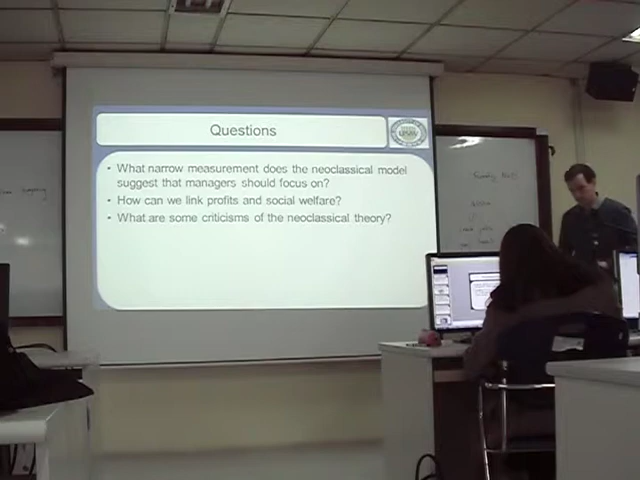 Questions
• What narrow measurement does the neoclassical model
suggest that managers should focus on?
• How can we link profits and social welfare?
• What are some criticisms of the neoclassical theory?